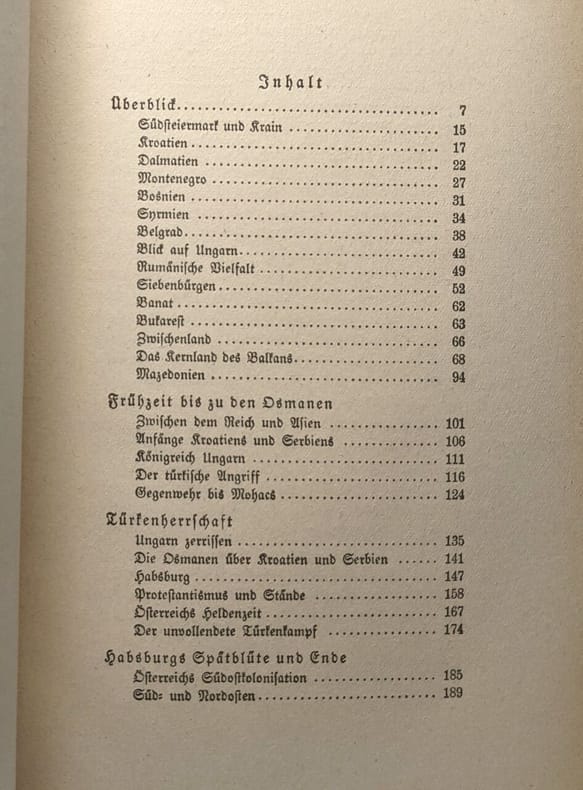 Inhalt
Überblick........................................ 7
Südsteiermark und Krain ....................... 15
Kroatien ....................................... 17
Dalmatien ..................................... 22
Montenegro .................................... 27
Bosnien ....................................... 31
Syrmien ....................................... 34
Belgrad........................................ 38
Blick auf Ungarn............................... 42
Rumänische Vielfalt ........................... 49
Siebenbürgen................................... 52
Banat ......................................... 62
Bukarest ...................................... 63
Zwischenland .................................. 66
Das Kernland des Balkans....................... 68
Mazedonien .................................... 94
Frühzeit bis zu den Osmanen
Zwischen dem Reich und Asien .................. 101
Anfänge Kroatiens und Serbiens ................ 106
Königreich Ungarn ............................. 111
Der türkische Angriff ......................... 116
Gegenwehr bis Mohacs .......................... 124
Türkenherrschaft
Ungarn zerrissen .............................. 135
Die Osmanen über Kroatien und Serbien ...... 141
Habsburg ...................................... 147
Protestantismus und Stände .................... 158
Österreichs Heldenzeit ........................ 167
Der unvollendete Türkenkampf .................. 174
Habsburgs Spätblüte und Ende
Österreichs Südostkolonisation ................ 185
Süd- und Nordosten............................. 189